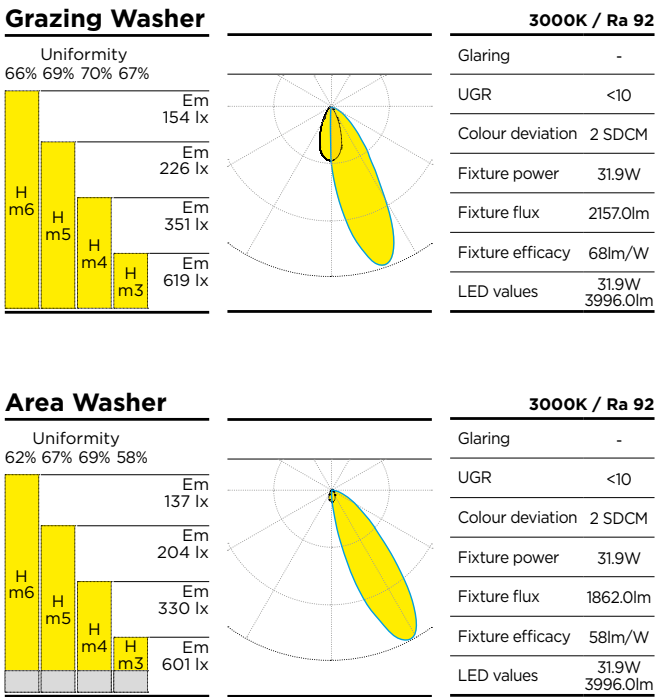 Grazing Washer
Uniformity
66% 69% 70% 67%
Em
154 lx
Em
226 lx
Em
351 lx
Em
619 lx
H
m6
H
m5
H
m4
H
m3
3000K / Ra 92
Glaring -
UGR <10
Colour deviation 2 SDCM
Fixture power 31.9W
Fixture flux 2157.0lm
Fixture efficacy 68lm/W
LED values 31.9W
3996.0lm
Area Washer
Uniformity
62% 67% 69% 58%
Em
137 lx
Em
204 lx
Em
330 lx
Em
601 lx
H
m6
H
m5
H
m4
H
m3
3000K / Ra 92
Glaring -
UGR <10
Colour deviation 2 SDCM
Fixture power 31.9W
Fixture flux 1862.0lm
Fixture efficacy 58lm/W
LED values 31.9W
3996.0lm